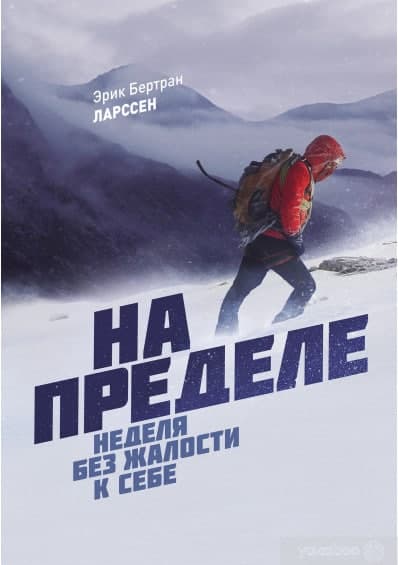 Эрик Бертран
ЛАРССЕН
НА
ПРЕДЕЛЕ
НЕДЕЛЯ
БЕЗ ЖАЛОСТИ
К СЕБЕ